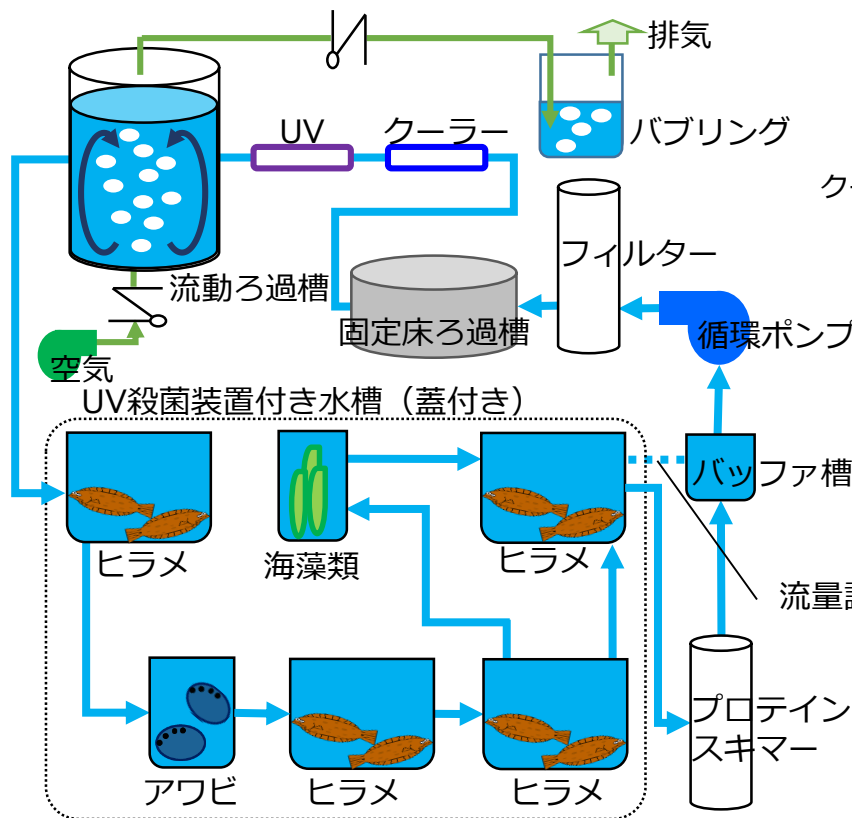 排気
UV
クーラー
バブリング
クー
フィルター
流動ろ過槽
固定床ろ過槽
循環ポンプ
空気
UV殺菌装置付き水槽（蓋付き）
バッファ槽
ヒラメ
海藻類
ヒラメ
流量
プロテイン
スキマー
アワビ
ヒラメ
ヒラメ